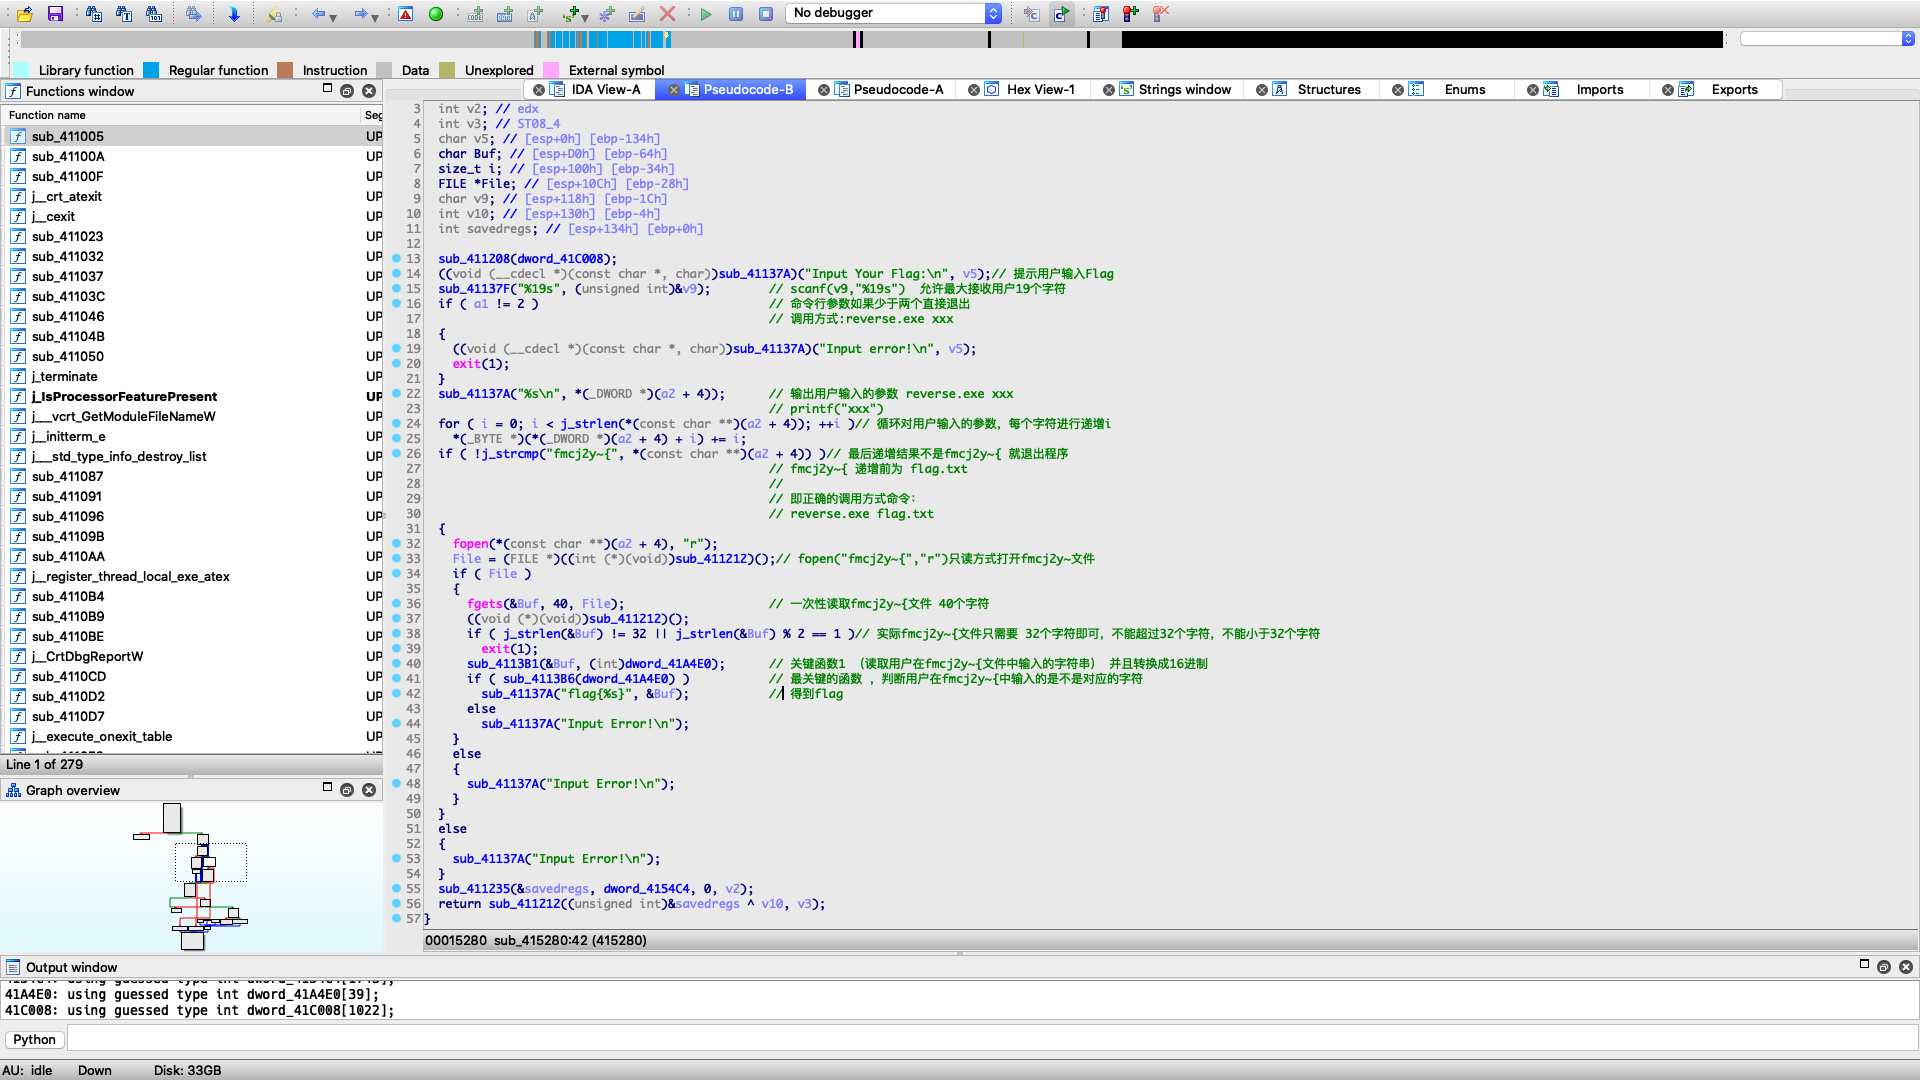 No debugger
Library function Regular function Instruction Data Unexplored External symbol
Functions window
IDA View-A Pseudocode-B Pseudocode-A Hex View-1 Strings window Structures Enums Imports Exports
Function name Seg
sub_411005 UP
sub_41100A UP
sub_41100F UP
j__crt_atexit UP
j__cexit UP
sub_411023 UP
sub_411032 UP
sub_411037 UP
sub_41103C UP
sub_411046 UP
sub_41104B UP
sub_411050 UP
j_terminate UP
j_IsProcessorFeaturePresent UP
j___vcrt_GetModuleFileNameW UP
j__initterm_e UP
j___std_type_info_destroy_list UP
sub_411087 UP
sub_411091 UP
sub_411096 UP
sub_41109B UP
sub_4110AA UP
j__register_thread_local_exe_atex UP
sub_4110B4 UP
sub_4110B9 UP
sub_4110BE UP
j__CrtDbgReportW UP
sub_4110CD UP
sub_4110D2 UP
sub_4110D7 UP
j__execute_onexit_table UP
Line 1 of 279
Graph overview
3 int v2; // edx
4 int v3; // ST08_4
5 char v5; // [esp+0h] [ebp-134h]
6 char Buf; // [esp+D0h] [ebp-64h]
7 size_t i; // [esp+100h] [ebp-34h]
8 FILE *File; // [esp+10Ch] [ebp-28h]
9 char v9; // [esp+118h] [ebp-1Ch]
10 int v10; // [esp+130h] [ebp-4h]
11 int savedregs; // [esp+134h] [ebp+0h]
12
13 sub_411208(dword_41C008);
14 ((void (__cdecl *)(const char *, char))sub_41137A)("Input Your Flag:\n", v5);// 提示用户输入Flag
15 sub_41137F("%19s", (unsigned int)&v9); // scanf(v9,"%19s") 允许最大接收用户19个字符
16 if ( a1 != 2 ) // 命令行参数如果少于两个直接退出
17 // 调用方式:reverse.exe xxx
18 {
19 ((void (__cdecl *)(const char *, char))sub_41137A)("Input error!\n", v5);
20 exit(1);
21 }
22 sub_41137A("%s\n", *(_DWORD *)(a2 + 4)); // 输出用户输入的参数 reverse.exe xxx
23 // printf("xxx")
24 for ( i = 0; i < j_strlen(*(const char **)(a2 + 4)); ++i )// 循环对用户输入的参数，每个字符进行递增i
25 *(_BYTE *)(*(_DWORD *)(a2 + 4) + i) += i;
26 if ( !j_strcmp("fmcj2y~{", *(const char **)(a2 + 4)) )// 最后递增结果不是fmcj2y~{ 就退出程序
27 // fmcj2y~{ 递增前为 flag.txt
28 //
29 // 即正确的调用方式命令：
30 // reverse.exe flag.txt
31 {
32 fopen(*(const char **)(a2 + 4), "r");
33 File = (FILE *)((int (*)(void))sub_411212)();// fopen("fmcj2y~{","r")只读方式打开fmcj2y~文件
34 if ( File )
35 {
36 fgets(&Buf, 40, File); // 一次性读取fmcj2y~{文件 40个字符
37 ((void (*)(void))sub_411212)();
38 if ( j_strlen(&Buf) != 32 || j_strlen(&Buf) % 2 == 1 )// 实际fmcj2y~{文件只需要 32个字符即可，不能超过32个字符，不能小于32个字符
39 exit(1);
40 sub_4113B1(&Buf, (int)dword_41A4E0); // 关键函数1 （读取用户在fmcj2y~{文件中输入的字符串） 并且转换成16进制
41 if ( sub_4113B6(dword_41A4E0) ) // 最关键的函数 ，判断用户在fmcj2y~{中输入的是不是对应的字符
42 sub_41137A("flag{%s}", &Buf); // 得到flag
43 else
44 sub_41137A("Input Error!\n");
45 }
46 else
47 {
48 sub_41137A("Input Error!\n");
49 }
50 }
51 else
52 {
53 sub_41137A("Input Error!\n");
54 }
55 sub_411235(&savedregs, dword_4154C4, 0, v2);
56 return sub_411212((unsigned int)&savedregs ^ v10, v3);
57 }
00015280 sub_415280:42 (415280)
Output window
41A4E0: using guessed type int dword_41A4E0[39];
41C008: using guessed type int dword_41C008[1022];
Python
AU: idle Down Disk: 33GB